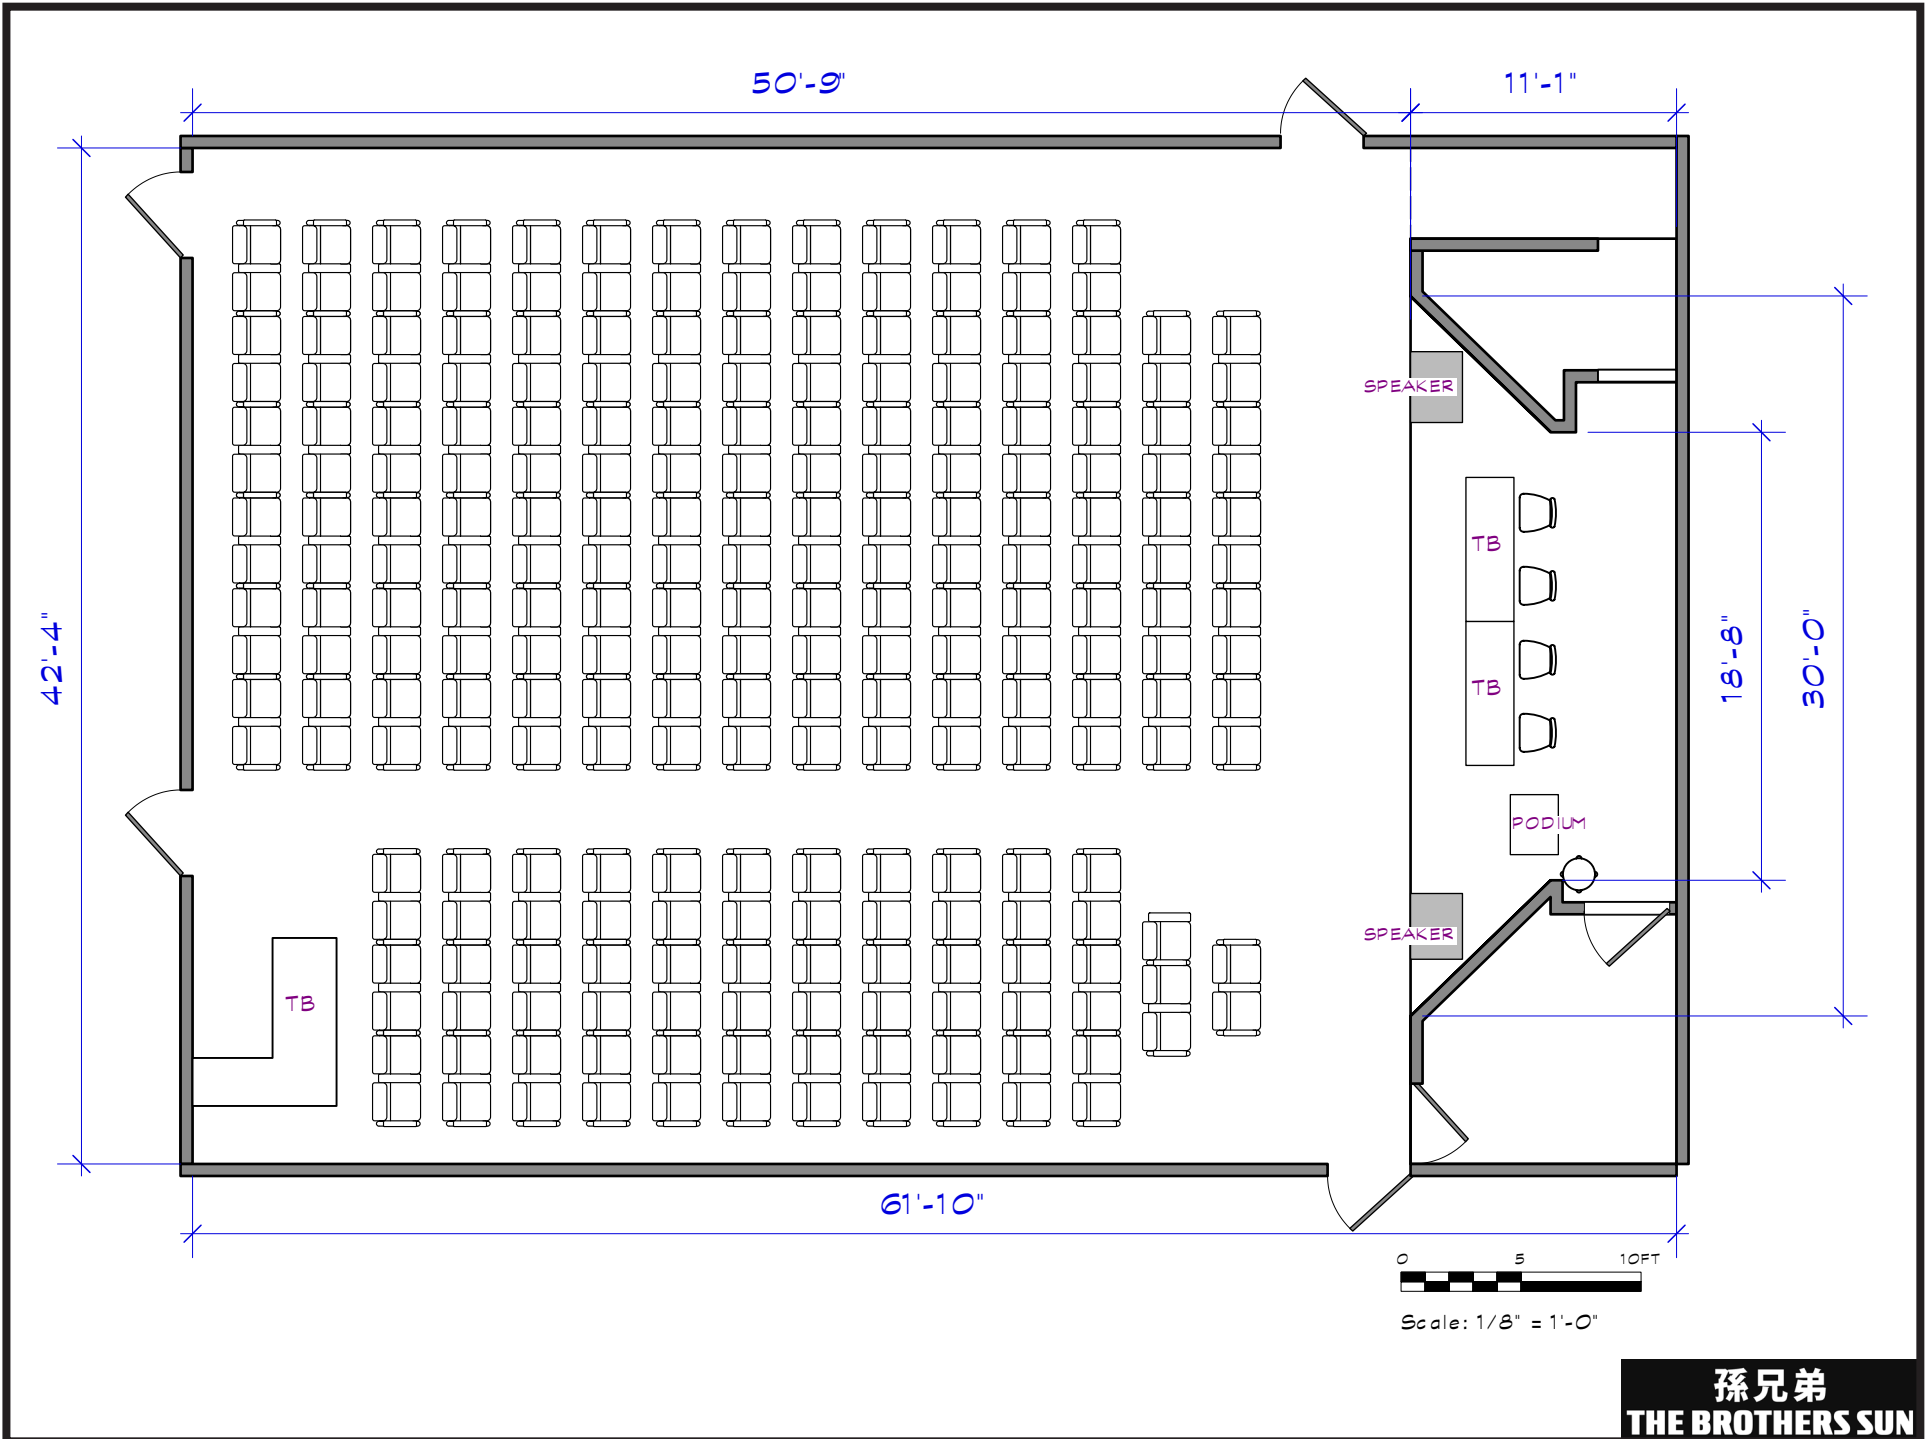 50'-9"
11'-1"
42'-4"
SPEAKER
TB
TB
18'-8"
30'-0"
PODIUM
SPEAKER
TB
61'-10"
0 5 10FT
Scale: 1/8" = 1'-0"
孫兄弟
THE BROTHERS SUN